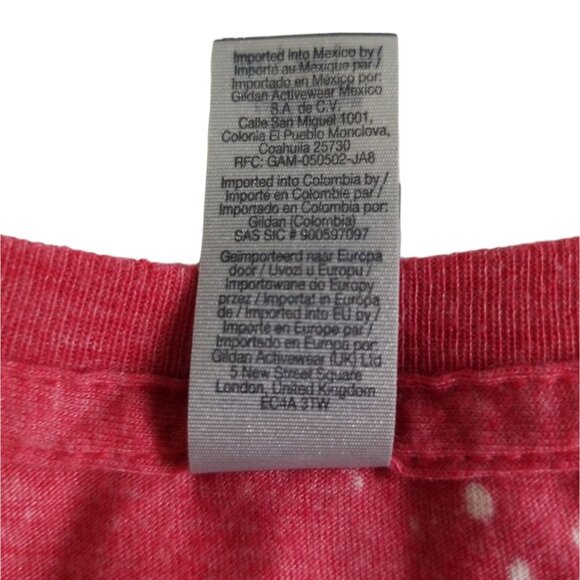 Imported into Mexico by /
Importé au Mexique par /
Importado en México por:
Gildan Activewear Mexico
S.A. de C.V.
Calle San Miguel 1001,
Colonia El Pueblo Monclova,
Coahuila 25730
RFC: GAM-050502-JA8
Imported into Colombia by /
Importé en Colombie par /
Importado en Colombia por:
Gildan (Colombia)
SAS SIC # 900597097
Geïmporteerd naar Europa
door / Uvozi u Europu /
Importowane do Europy
przez / Importat in Europa
de / Imported into EU by /
Importé en Europe par /
Importado en Europa por:
Gildan Activewear (UK) Ltd
5 New Street Square
London, United Kingdom
EC4A 3TW